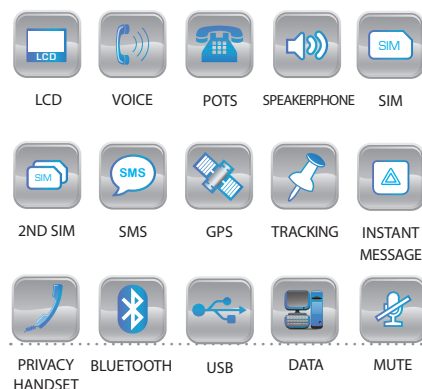 LCD
SIM
LCD VOICE POTS SPEAKERPHONE SIM
SIM
SMS
2ND SIM SMS GPS TRACKING INSTANT
MESSAGE
PRIVACY BLUETOOTH USB DATA MUTE
HANDSET